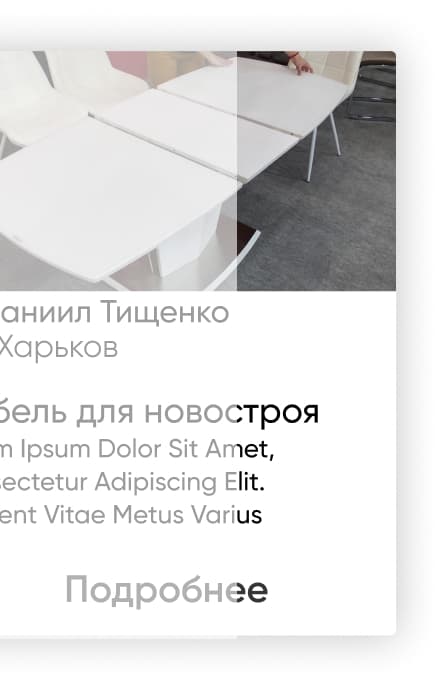 аниил Тищенко
Харьков
бель для новостроя
m Ipsum Dolor Sit Amet,
sectetur Adipiscing Elit.
ent Vitae Metus Varius
Подробнее